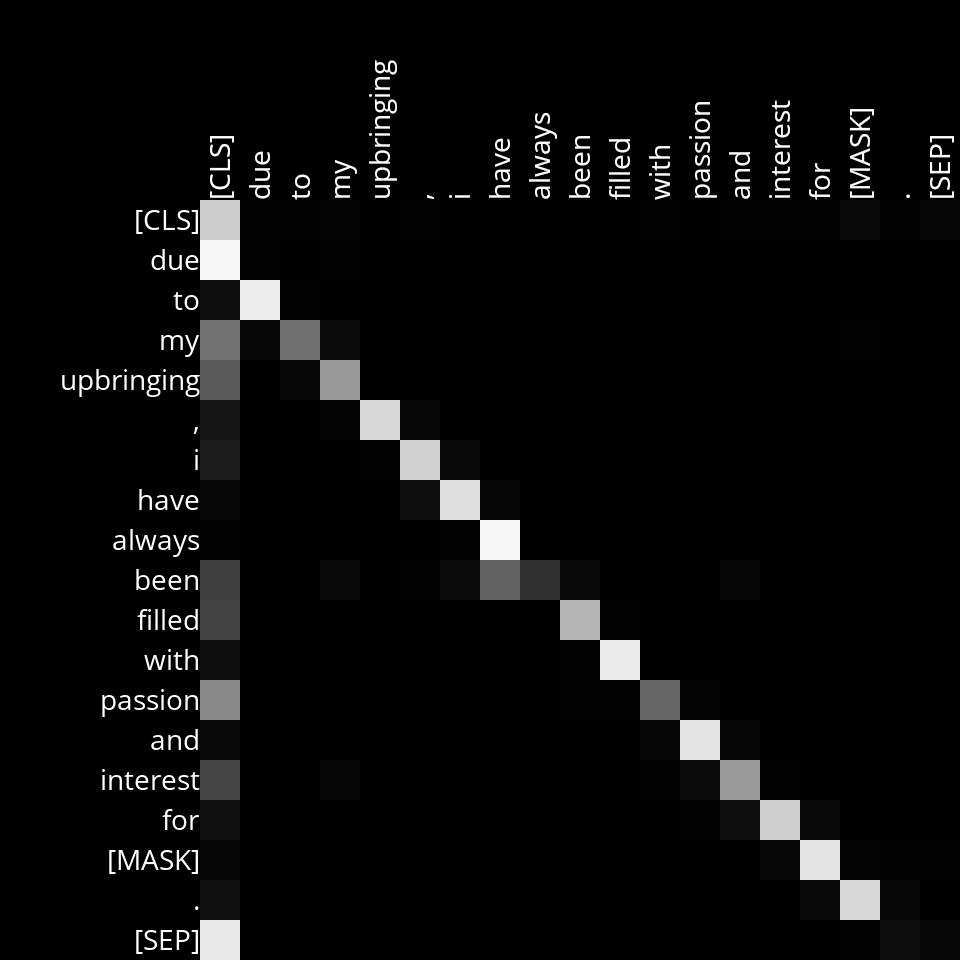 [CLS] due to my upbringing , i have always been filled with passion and interest for [MASK] . [SEP]
[CLS]
due
to
my
upbringing
,
i
have
always
been
filled
with
passion
and
interest
for
[MASK]
.
[SEP]